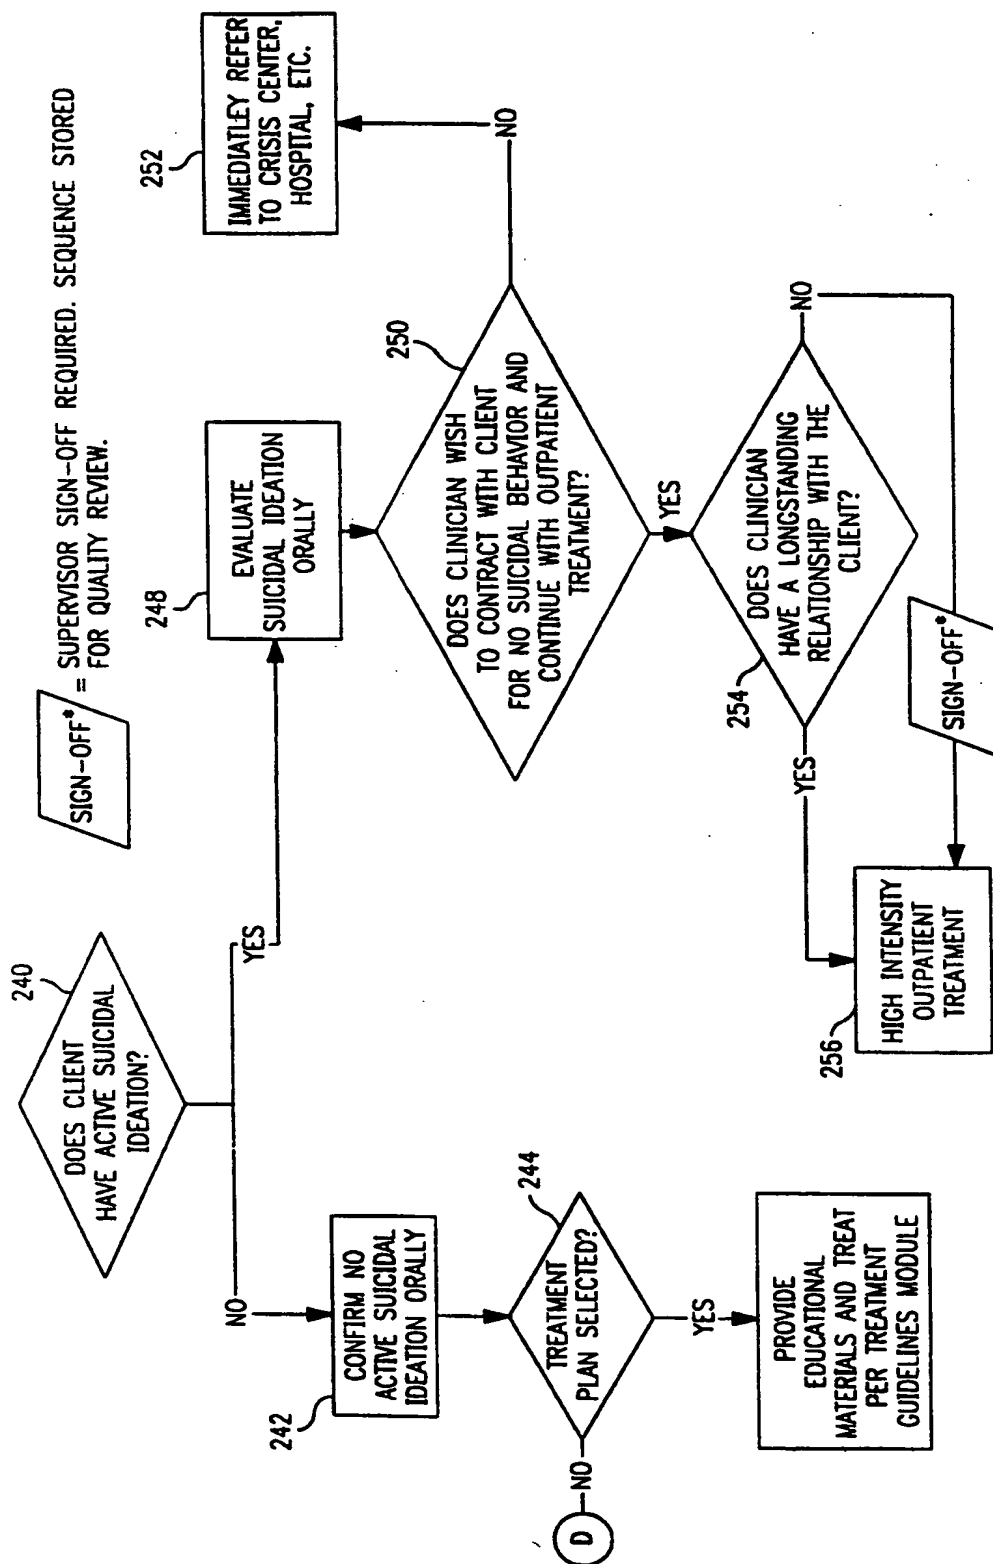 SIGN-OFF* = SUPERVISOR SIGN-OFF REQUIRED. SEQUENCE STORED
FOR QUALITY REVIEW.
240
DOES CLIENT
HAVE ACTIVE SUICIDAL
IDEATION?
NO
YES
242
CONFIRM NO
ACTIVE SUICIDAL
IDEATION ORALLY
244
TREATMENT
PLAN SELECTED?
NO
D
YES
PROVIDE
EDUCATIONAL
MATERIALS AND TREAT
PER TREATMENT
GUIDELINES MODULE
248
EVALUATE
SUICIDAL IDEATION
ORALLY
250
DOES CLINICIAN WISH
TO CONTRACT WITH CLIENT
FOR NO SUICIDAL BEHAVIOR AND
CONTINUE WITH OUTPATIENT
TREATMENT?
NO
252
IMMEDIATLEY REFER
TO CRISIS CENTER,
HOSPITAL, ETC.
YES
254
DOES CLINICIAN
HAVE A LONGSTANDING
RELATIONSHIP WITH THE
CLIENT?
YES
NO
SIGN-OFF*
256
HIGH INTENSITY
OUTPATIENT
TREATMENT